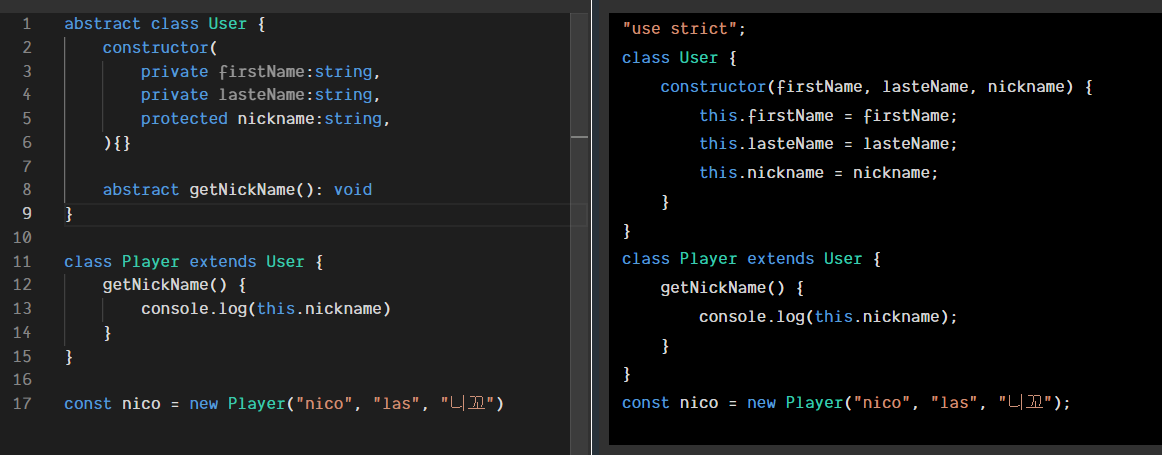 1 abstract class User {
2 constructor(
3 private firstName:string,
4 private lasteName:string,
5 protected nickname:string,
6 ){}
7
8 abstract getNickName(): void
9 }
10
11 class Player extends User {
12 getNickName() {
13 console.log(this.nickname)
14 }
15 }
16
17 const nico = new Player("nico", "las", "니꼬")
"use strict";
class User {
constructor(firstName, lasteName, nickname) {
this.firstName = firstName;
this.lasteName = lasteName;
this.nickname = nickname;
}
}
class Player extends User {
getNickName() {
console.log(this.nickname);
}
}
const nico = new Player("nico", "las", "니꼬");